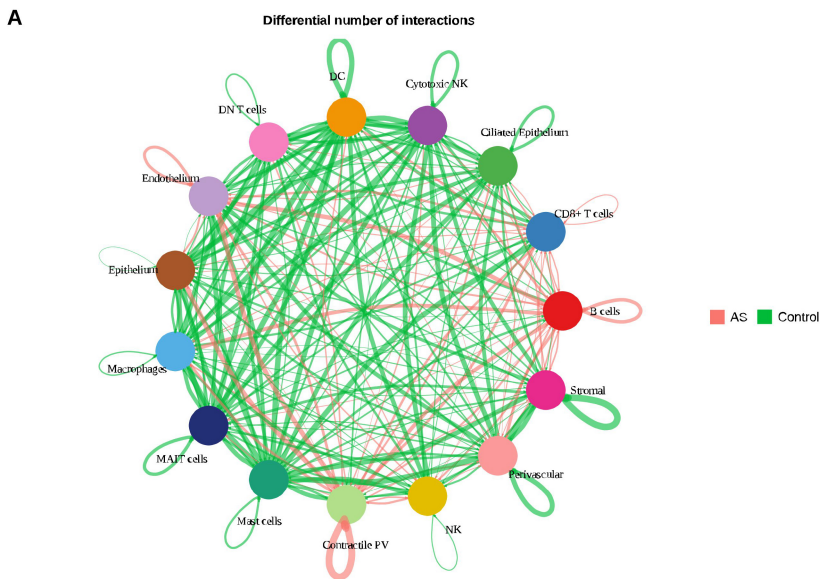 A
Differential number of interactions
DC
Cytotoxic NK
DN T cells
Ciliated Epithelium
Endothelium
CD8+ T cells
Epithelium
B cells
AS
Control
Macrophages
Stromal
MAIT cells
Perivascular
Mast cells
NK
Contractile PV